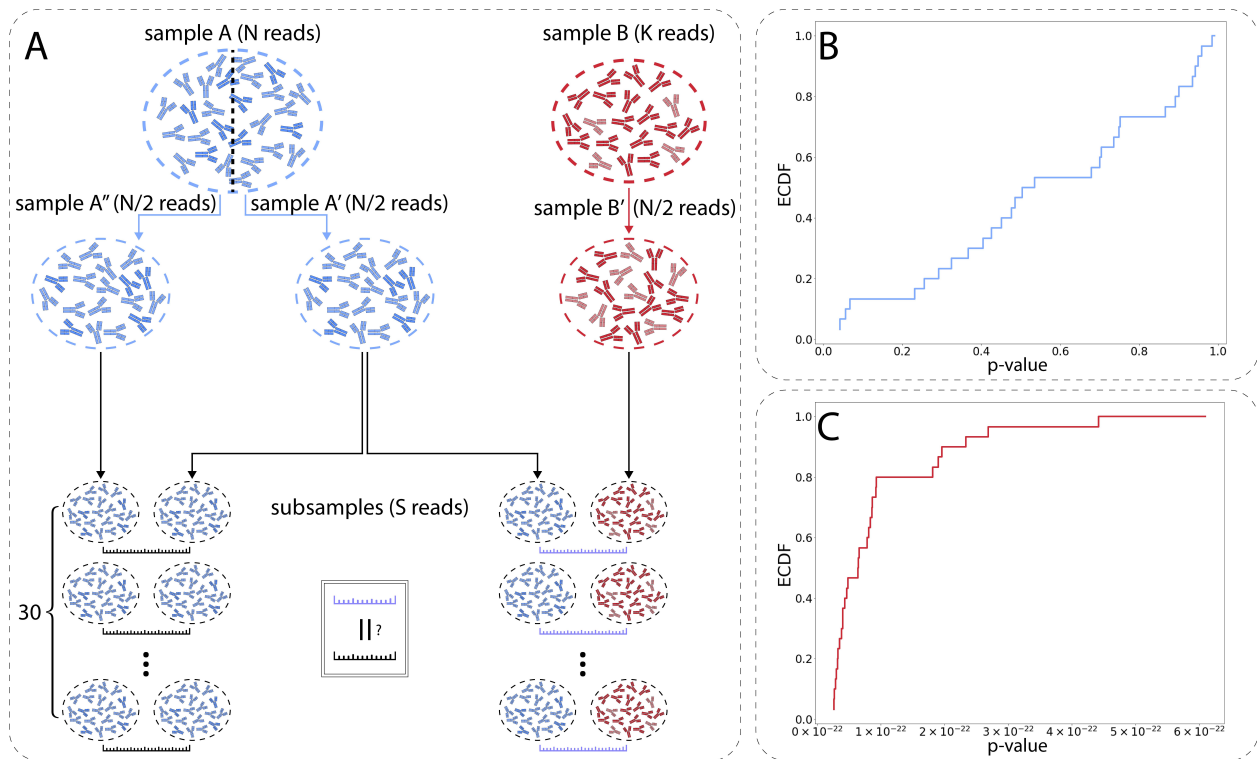 A
sample A (N reads)
sample B (K reads)
sample A” (N/2 reads)
sample A’ (N/2 reads)
sample B’ (N/2 reads)
subsamples (S reads)
30
?
B
1.0
0.8
0.6
0.4
0.2
0.0
ECDF
0.0 0.2 0.4 0.6 0.8 1.0
p-value
C
1.0
0.8
0.6
0.4
0.2
0.0
ECDF
0 × 10⁻²² 1 × 10⁻²² 2 × 10⁻²² 3 × 10⁻²² 4 × 10⁻²² 5 × 10⁻²² 6 × 10⁻²²
p-value